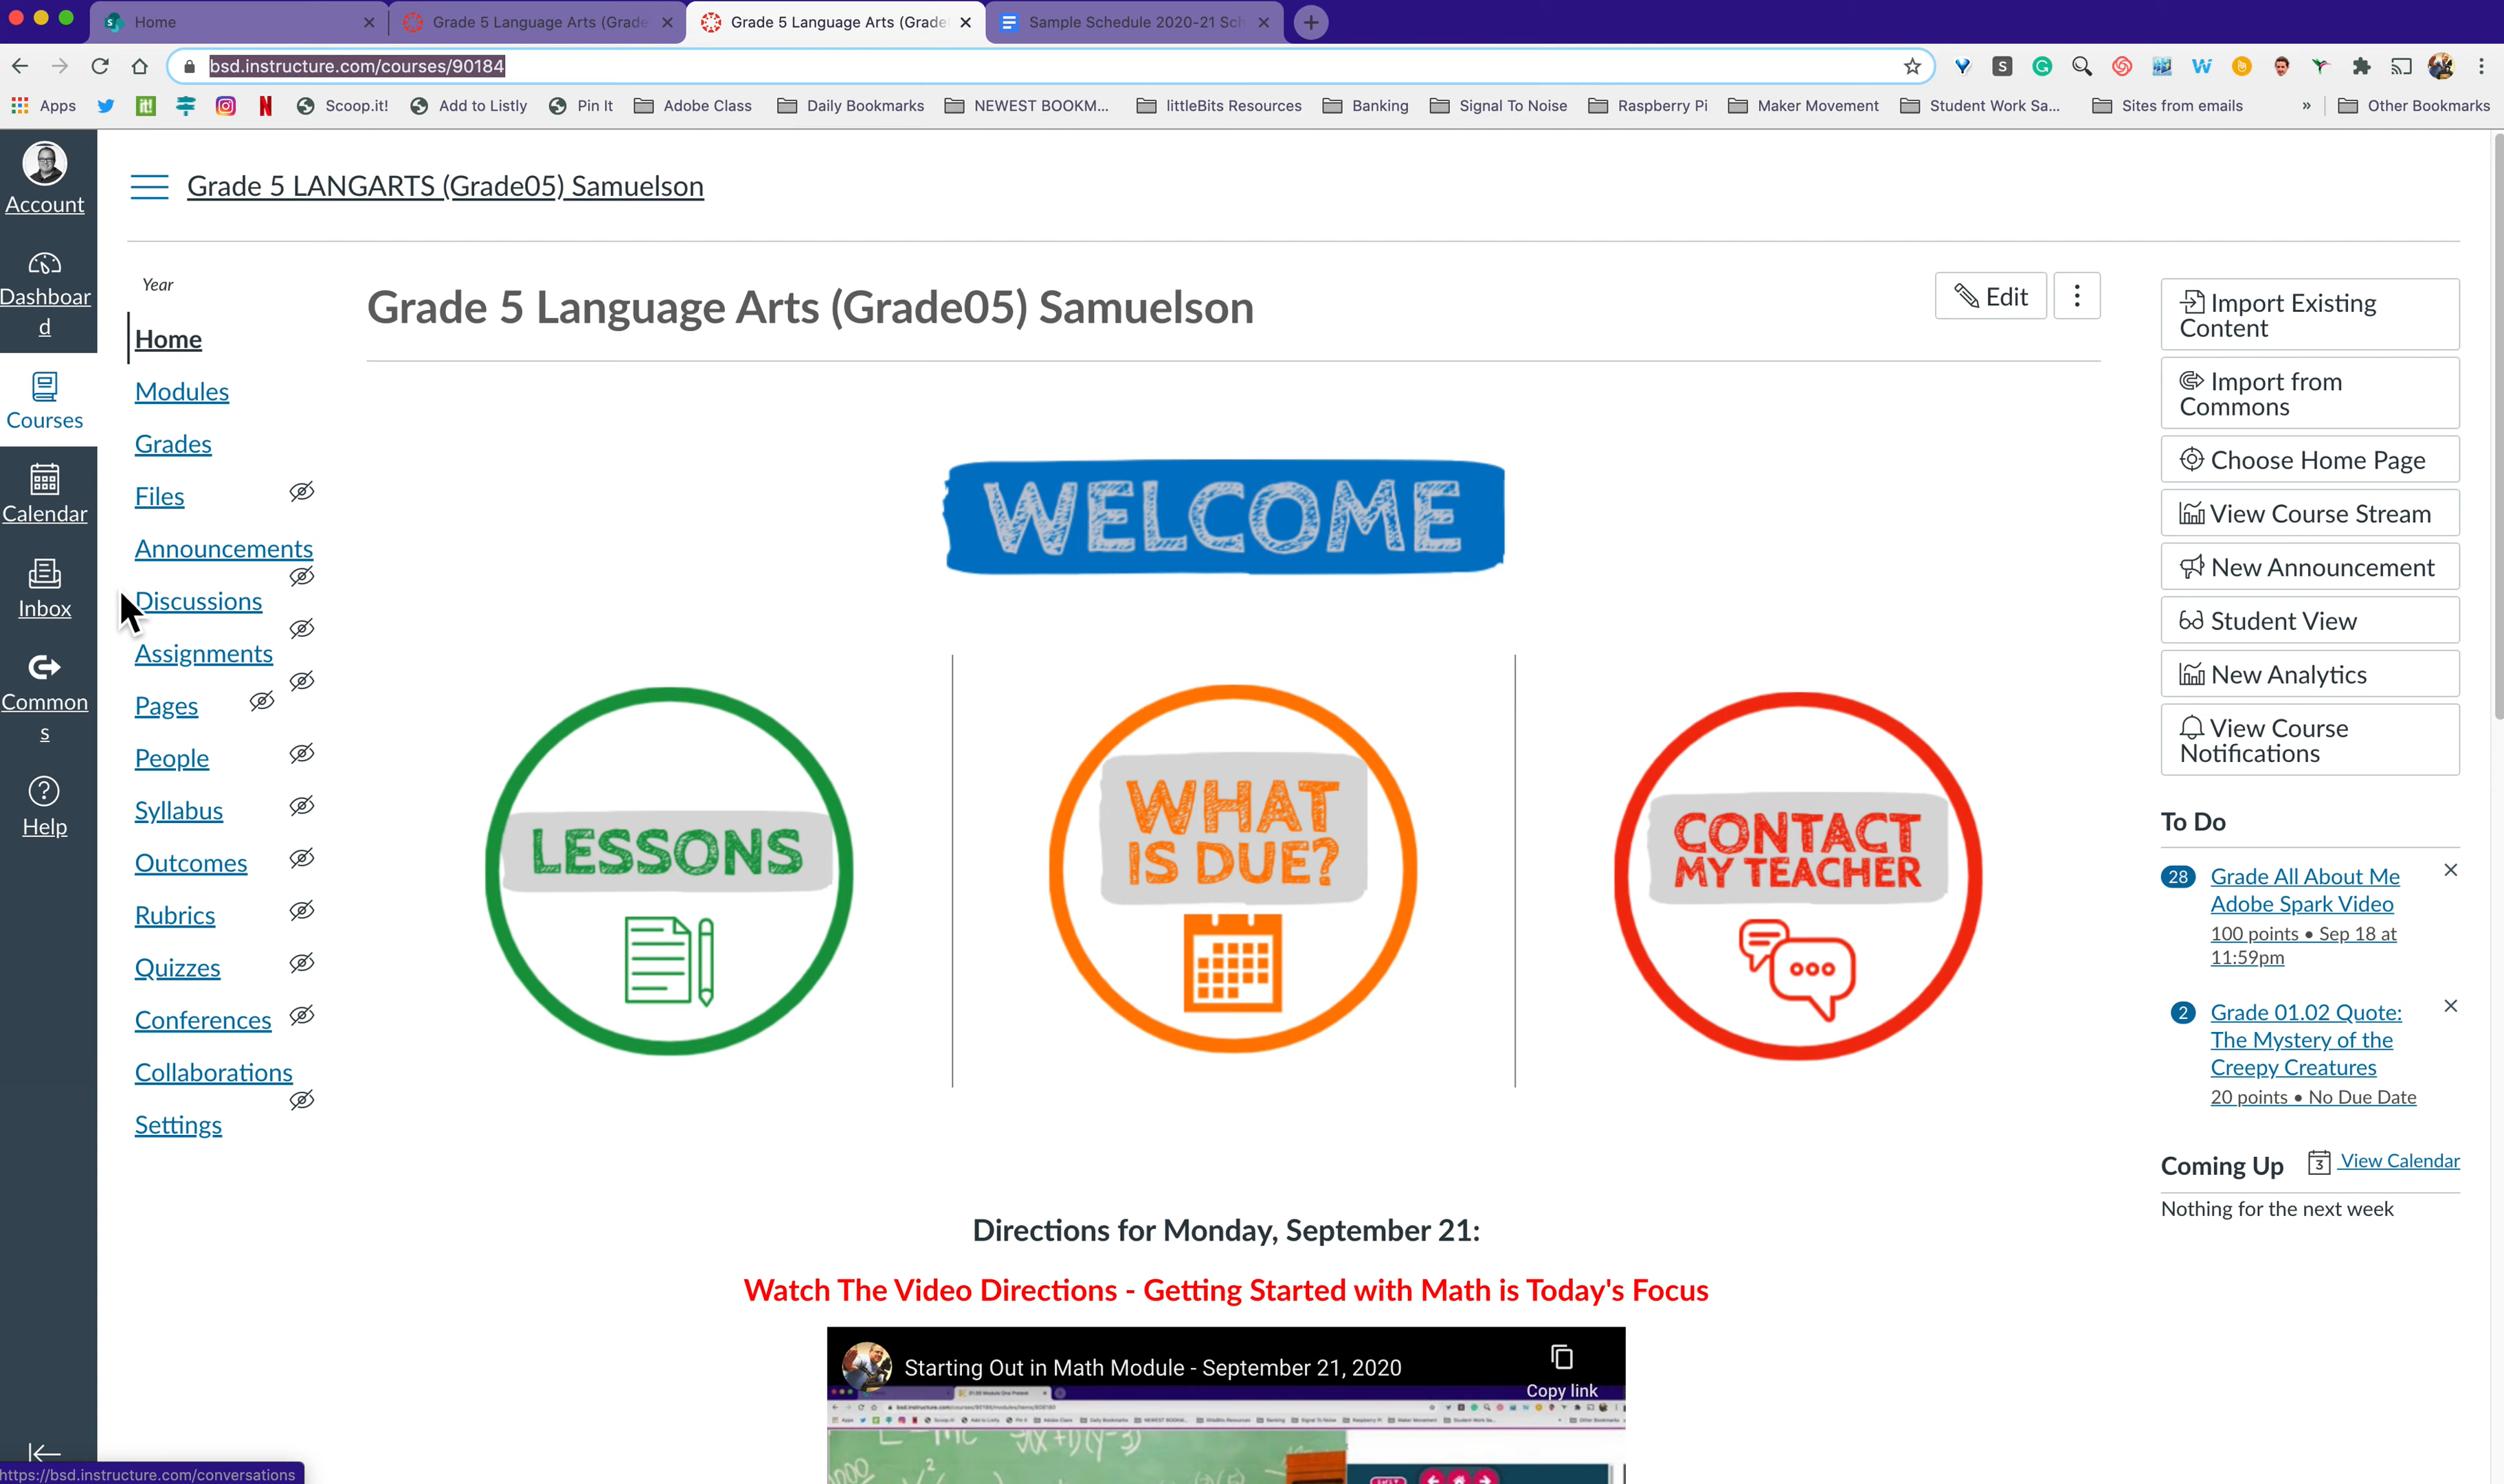 Home
Grade 5 Language Arts (Grade
Grade 5 Language Arts (Grade
Sample Schedule 2020-21 Sch
bsd.instructure.com/courses/90184
Apps
Scoop.it!
Add to Listly
Pin It
Adobe Class
Daily Bookmarks
NEWEST BOOKM...
littleBits Resources
Banking
Signal To Noise
Raspberry Pi
Maker Movement
Student Work Sa...
Sites from emails
»
Other Bookmarks
Account
Dashboar
d
Courses
Calendar
Inbox
Common
s
Help
Grade 5 LANGARTS (Grade05) Samuelson
Year
Home
Modules
Grades
Files
Announcements
Discussions
Assignments
Pages
People
Syllabus
Outcomes
Rubrics
Quizzes
Conferences
Collaborations
Settings
Grade 5 Language Arts (Grade05) Samuelson
Edit
WELCOME
LESSONS
WHAT
IS DUE?
CONTACT
MY TEACHER
Directions for Monday, September 21:
Watch The Video Directions - Getting Started with Math is Today's Focus
Starting Out in Math Module - September 21, 2020
Copy link
Import Existing
Content
Import from
Commons
Choose Home Page
View Course Stream
New Announcement
Student View
New Analytics
View Course
Notifications
To Do
28 Grade All About Me
Adobe Spark Video
100 points • Sep 18 at
11:59pm
2 Grade 01.02 Quote:
The Mystery of the
Creepy Creatures
20 points • No Due Date
Coming Up
3 View Calendar
Nothing for the next week
https://bsd.instructure.com/conversations